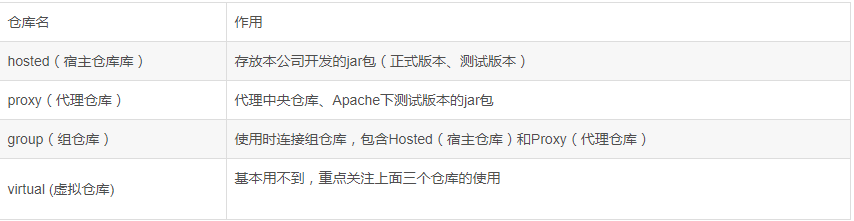 仓库名 作用
hosted（宿主仓库库） 存放本公司开发的jar包（正式版本、测试版本）
proxy（代理仓库） 代理中央仓库、Apache下测试版本的jar包
group（组仓库） 使用时连接组仓库，包含Hosted（宿主仓库）和Proxy（代理仓库）
virtual (虚拟仓库) 基本用不到，重点关注上面三个仓库的使用